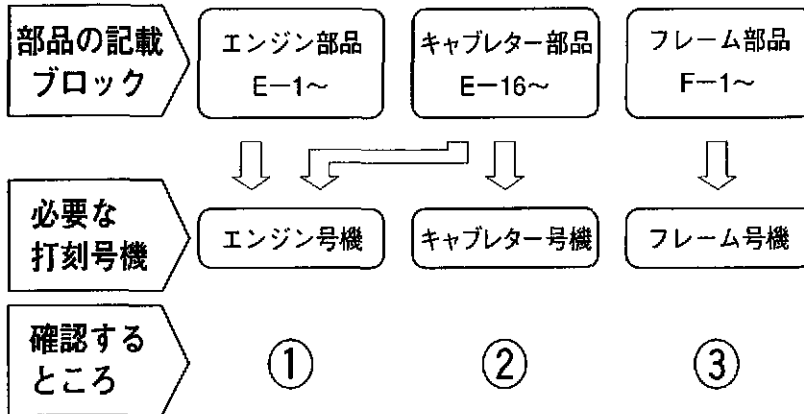 部品の記載
ブロック
エンジン部品
E－1～
キャブレター部品
E－16～
フレーム部品
F－1～
必要な
打刻号機
エンジン号機
キャブレター号機
フレーム号機
確認する
ところ
①
②
③